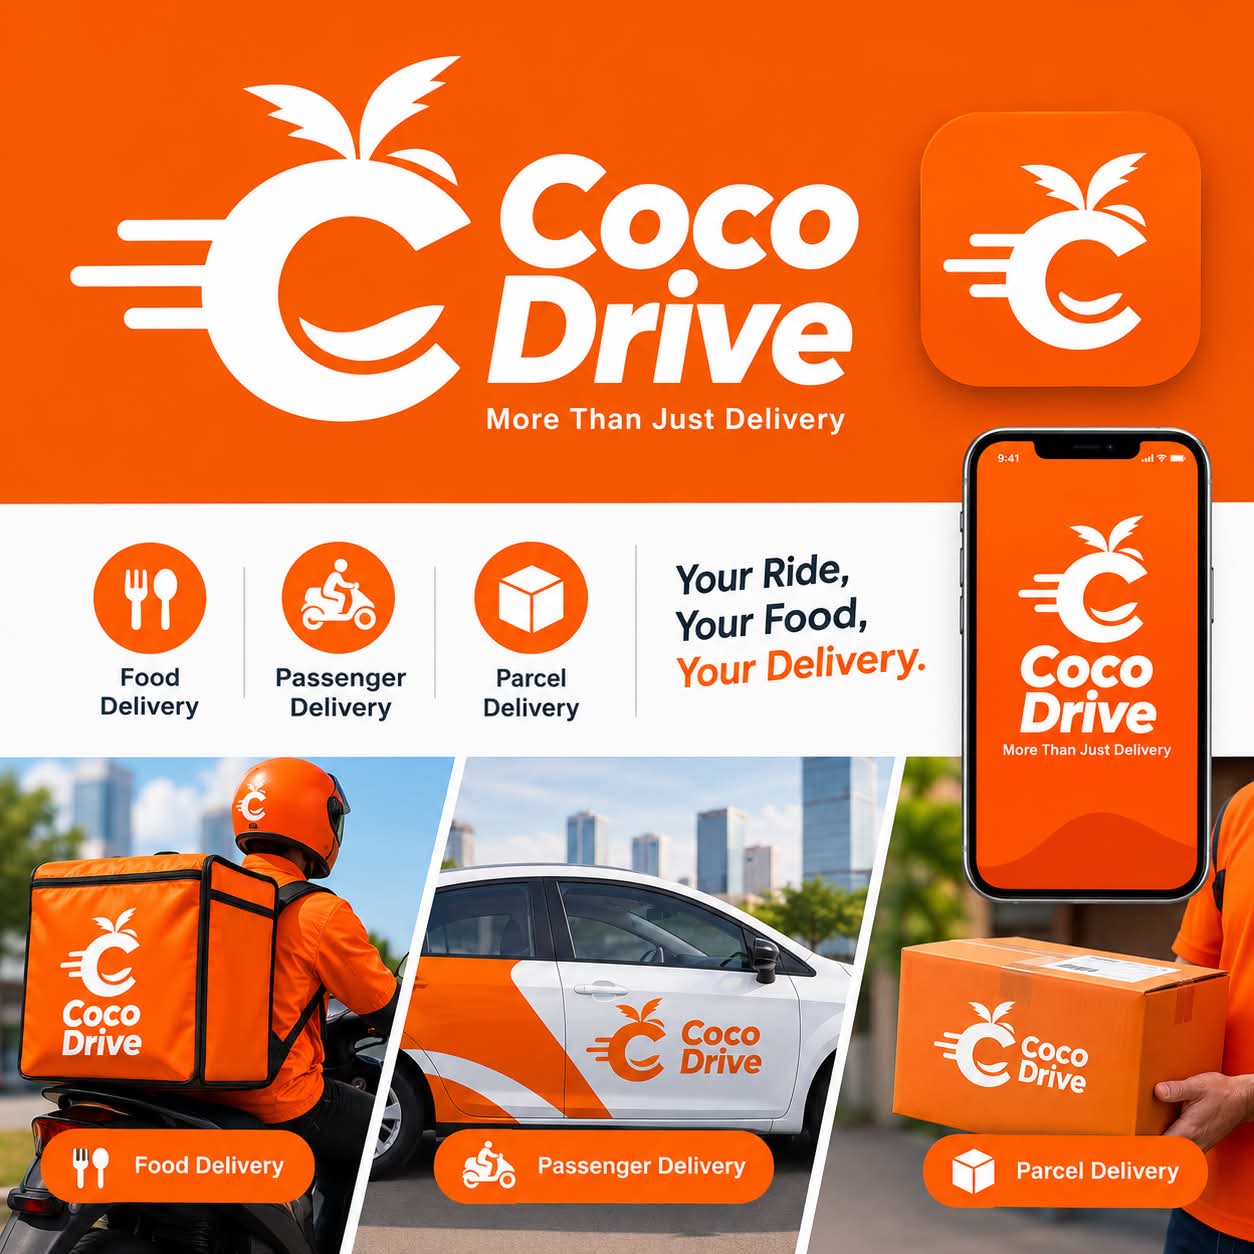 Coco
Drive
More Than Just Delivery
9:41
Coco
Drive
More Than Just Delivery
Food
Delivery
Passenger
Delivery
Parcel
Delivery
Your Ride,
Your Food,
Your Delivery.
Coco
Drive
Coco
Drive
Coco
Drive
Food Delivery
Passenger Delivery
Parcel Delivery